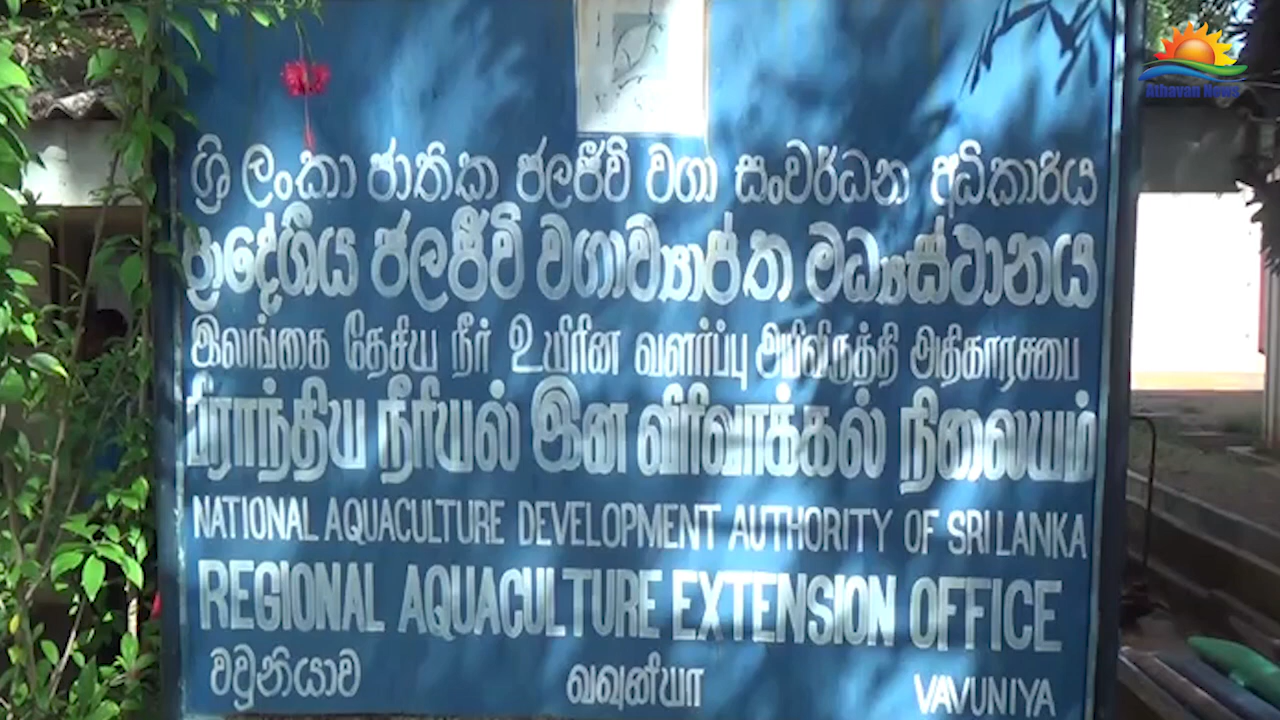 Athavan News
ශ්‍රී ලංකා ජාතික ජලජීවි වගා සංවර්ධන අධිකාරිය
ප්‍රාදේශීය ජලජීවි වගාව්‍යාප්ත මධ්‍යස්ථානය
இலங்கை தேசிய நீர் உயிரின வளர்ப்பு அபிவிருத்தி அதிகாரசபை
பிராந்திய நீரியல் இன விரிவாக்கல் நிலையம்
NATIONAL AQUACULTURE DEVELOPMENT AUTHORITY OF SRI LANKA
REGIONAL AQUACULTURE EXTENSION OFFICE
වවුනියාව வவுனியா VAVUNIYA